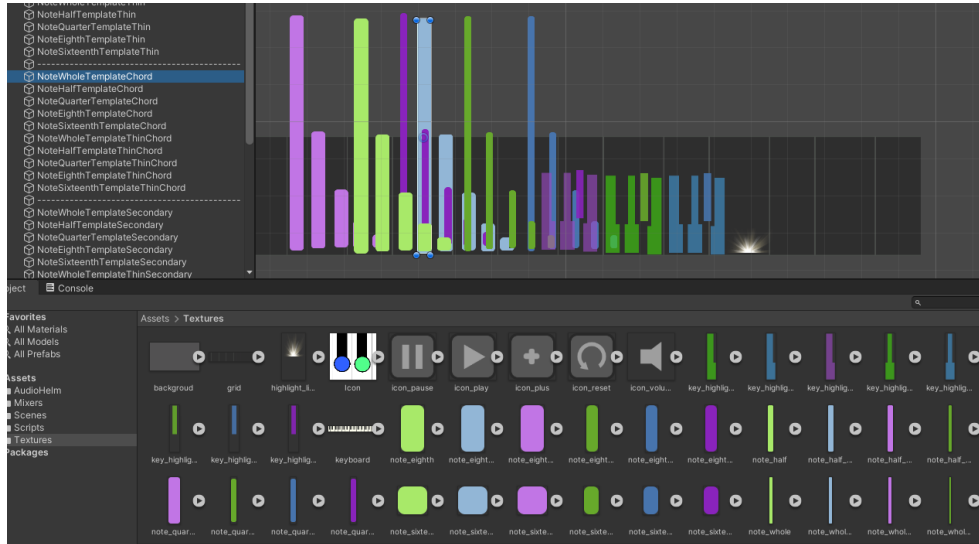 NoteWholeTemplateThin
NoteHalfTemplateThin
NoteQuarterTemplateThin
NoteEighthTemplateThin
NoteSixteenthTemplateThin
----------------------------------------
NoteWholeTemplateChord
NoteHalfTemplateChord
NoteQuarterTemplateChord
NoteEighthTemplateChord
NoteSixteenthTemplateChord
NoteWholeTemplateThinChord
NoteHalfTemplateThinChord
NoteQuarterTemplateThinChord
NoteEighthTemplateThinChord
NoteSixteenthTemplateThinChord
----------------------------------------
NoteWholeTemplateSecondary
NoteHalfTemplateSecondary
NoteQuarterTemplateSecondary
NoteEighthTemplateSecondary
NoteSixteenthTemplateSecondary
NoteWholeTemplateThinSecondary
oject Console
Favorites
All Materials
All Models
All Prefabs
Assets
AudioHelm
Mixers
Scenes
Scripts
Textures
Packages
Assets > Textures
backgroud grid highlight_li... Icon icon_pause icon_play icon_plus icon_reset icon_volu... key_highlig... key_highlig... key_highlig... key_highlig... key_highlig...
key_highlig... key_highlig... key_highlig... keyboard note_eighth note_eight... note_eight... note_eight... note_eight... note_eight... note_half note_half_... note_half_... note_half_...
note_quar... note_quar... note_quar... note_quar... note_sixte... note_sixte... note_sixte... note_sixte... note_sixte... note_sixte... note_whole note_whol... note_whol... note_whol...